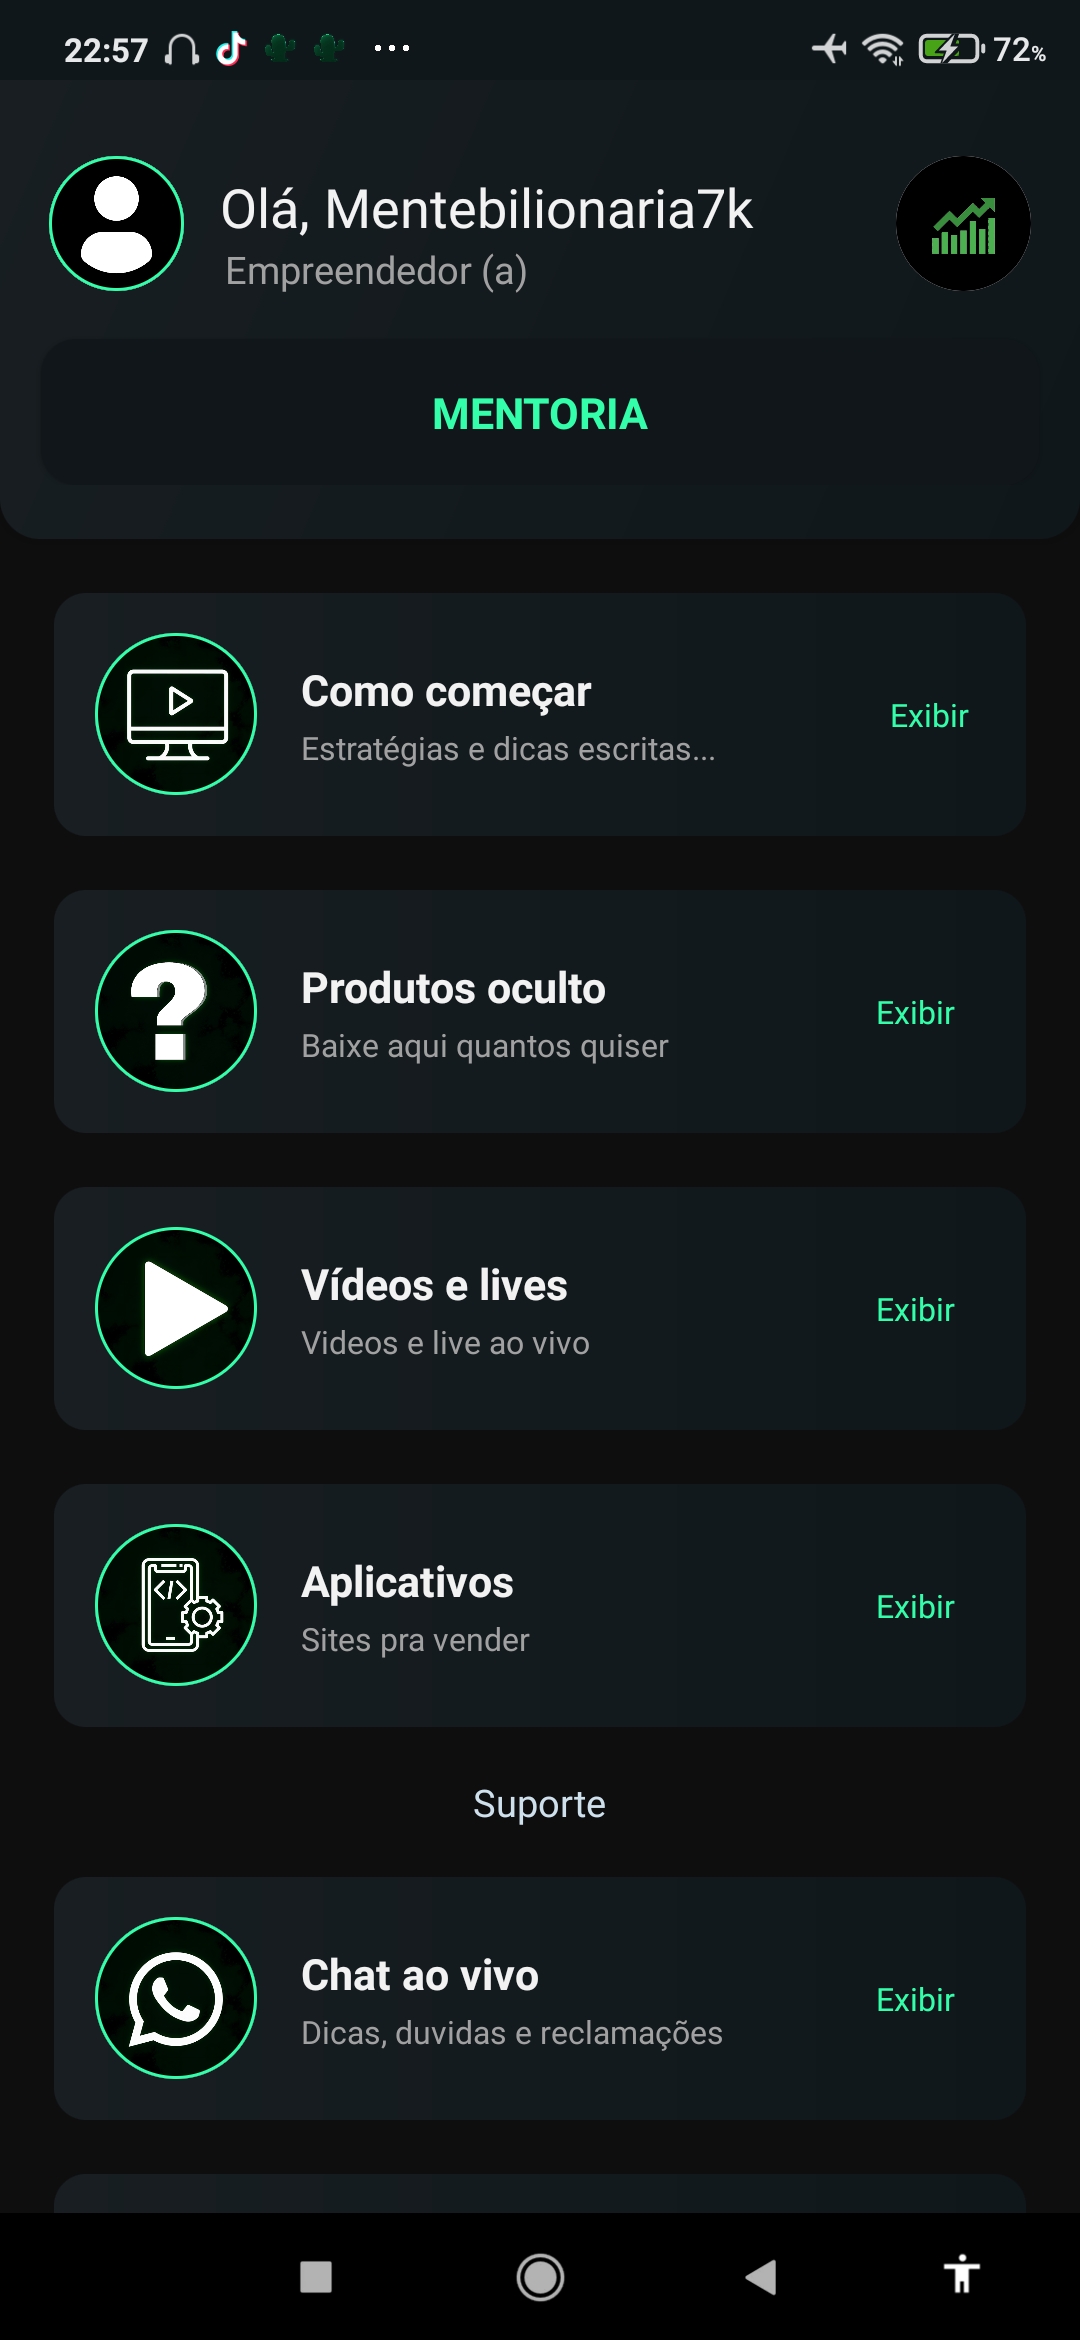 22:57
72%
Olá, Mentebilionaria7k
Empreendedor (a)
MENTORIA
Como começar
Estratégias e dicas escritas...
Exibir
Produtos oculto
Baixe aqui quantos quiser
Exibir
Vídeos e lives
Videos e live ao vivo
Exibir
Aplicativos
Sites pra vender
Exibir
Suporte
Chat ao vivo
Dicas, duvidas e reclamações
Exibir